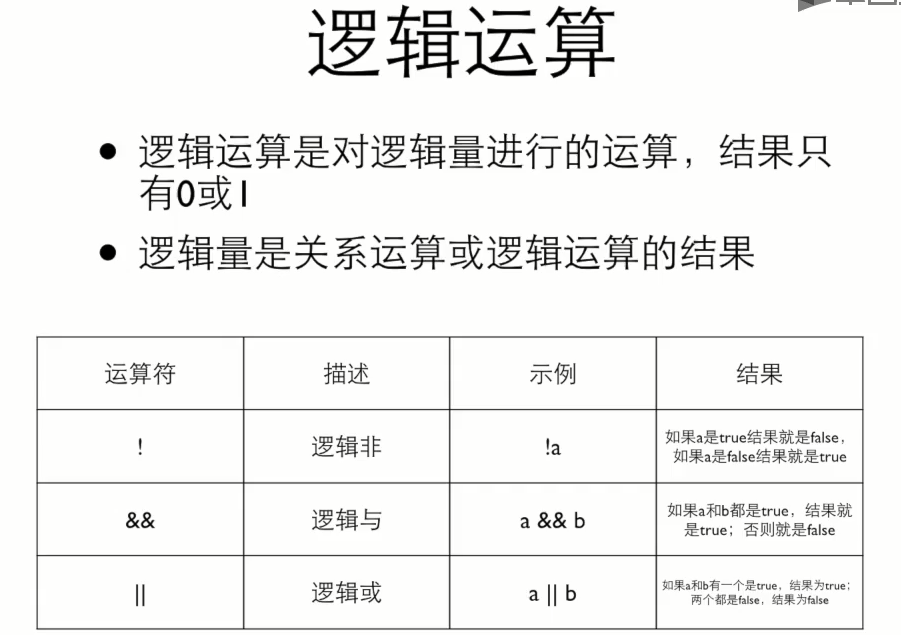 逻辑运算
• 逻辑运算是对逻辑量进行的运算，结果只
有0或1
• 逻辑量是关系运算或逻辑运算的结果
运算符 描述 示例 结果
! 逻辑非 !a 如果a是true结果就是false，
如果a是false结果就是true
&& 逻辑与 a && b 如果a和b都是true，结果就
是true；否则就是false
|| 逻辑或 a || b 如果a和b有一个是true，结果为true；
两个都是false，结果为false